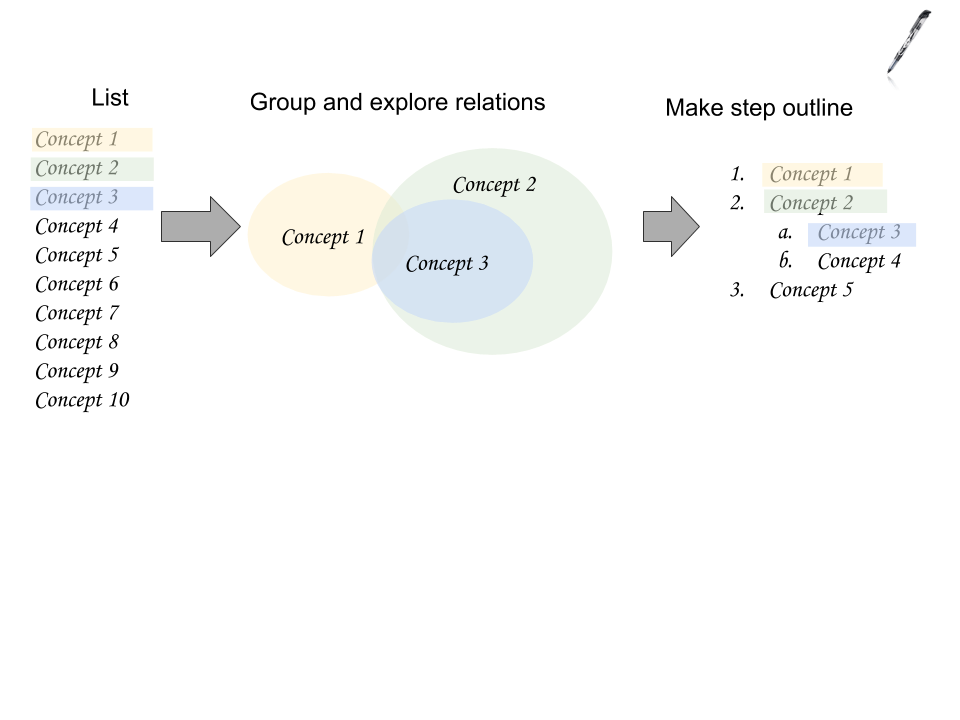 List
Concept 1
Concept 2
Concept 3
Concept 4
Concept 5
Concept 6
Concept 7
Concept 8
Concept 9
Concept 10
Group and explore relations
Concept 1
Concept 2
Concept 3
Make step outline
1. Concept 1
2. Concept 2
a. Concept 3
b. Concept 4
3. Concept 5